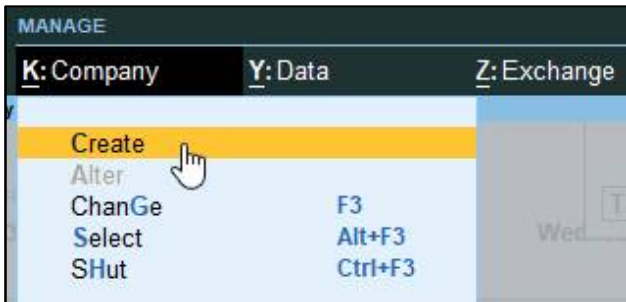 MANAGE
K: Company Y: Data Z: Exchange
Create
Alter
ChanGe F3
Select Alt+F3
SHut Ctrl+F3